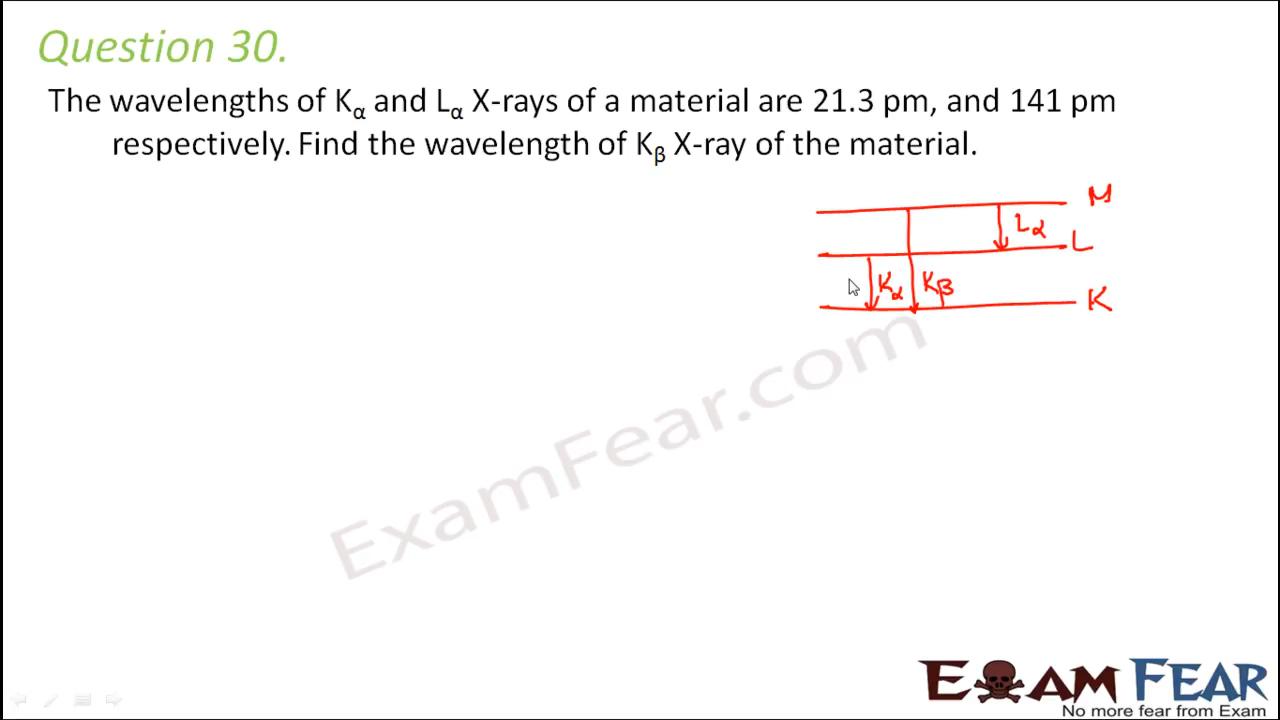 Question 30.
The wavelengths of Kα and Lα X-rays of a material are 21.3 pm, and 141 pm
respectively. Find the wavelength of Kβ X-ray of the material.
M
Lα
L
Kα Kβ
K
ExamFear.com
EXAM FEAR
No more fear from Exam